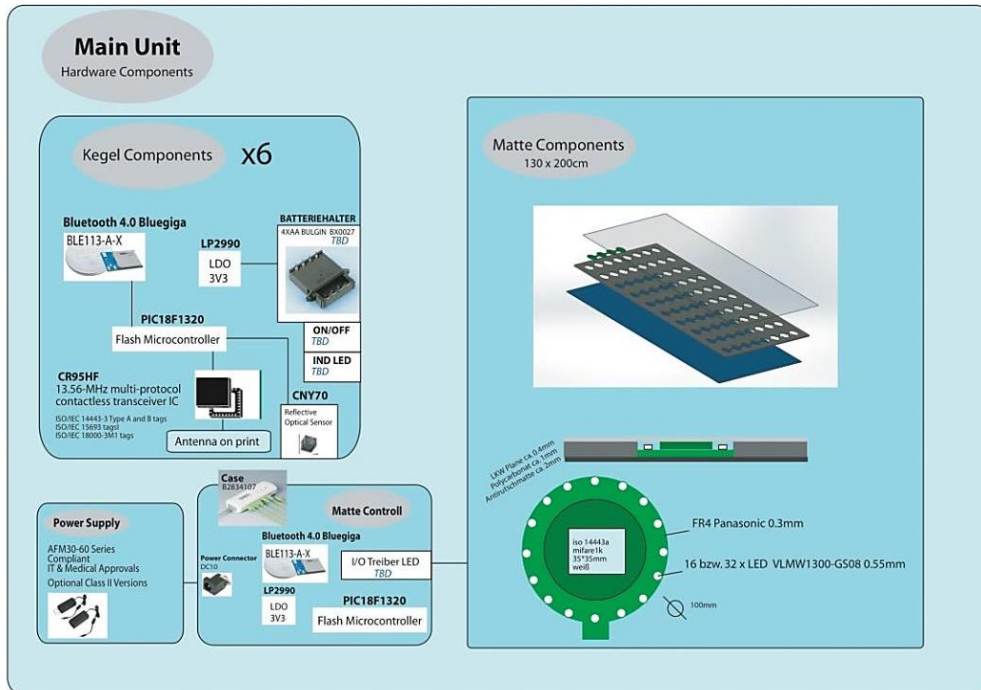 Main Unit
Hardware Components
Kegel Components
x6
Bluetooth 4.0 Bluegiga
BLE113-A-X
LP2990
LDO
3V3
BATTERIEHALTER
4XAA BULGIN BX0027
TBD
ON/OFF
TBD
IND LED
TBD
PIC18F1320
Flash Microcontroller
CR95HF
13.56-MHz multi-protocol
contactless transceiver IC
ISO/IEC 14443-3 Type A and B tags
ISO/IEC 15693 tagsl
ISO/IEC 18000-3M1 tags
Antenna on print
CNY70
Reflective
Optical Sensor
Matte Components
130 x 200cm
LKW Plane ca. 0.4mm
Polycarbonat ca. 1mm
Antirutschmatte ca. 2mm
iso 14443a
mifare1k
35*35mm
weiß
FR4 Panasonic 0.3mm
16 bzw. 32 x LED VLMW1300-GS08 0.55mm
100mm
Power Supply
AFM30-60 Series
Compliant
IT & Medical Approvals
Optional Class II Versions
Case
B2834107
Matte Controll
Power Connector
DC10
Bluetooth 4.0 Bluegiga
BLE113-A-X
LP2990
LDO
3V3
I/O Treiber LED
TBD
PIC18F1320
Flash Microcontroller